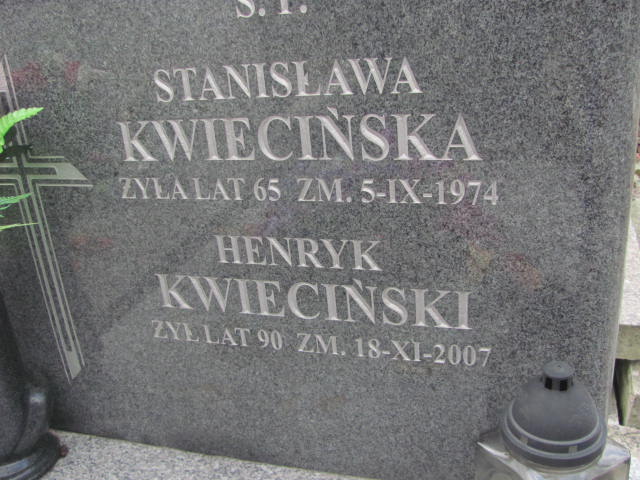 Ś. P.
STANISŁAWA
KWIECIŃSKA
ŻYŁA LAT 65 ZM. 5-IX-1974
HENRYK
KWIECIŃSKI
ŻYŁ LAT 90 ZM. 18-XI-2007